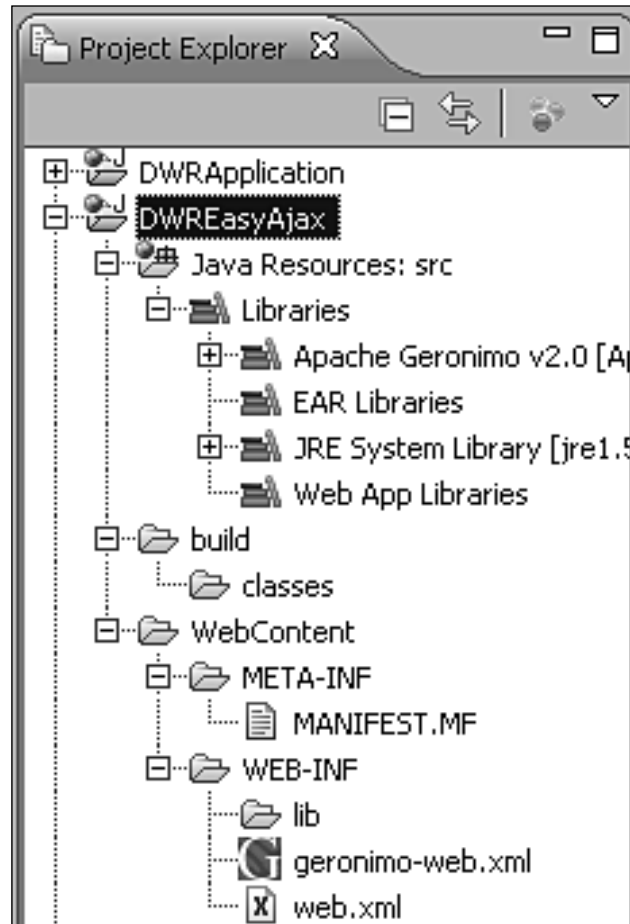 Project Explorer
DWRApplication
DWREasyAjax
Java Resources: src
Libraries
Apache Geronimo v2.0 [Ap
EAR Libraries
JRE System Library [jre1.5
Web App Libraries
build
classes
WebContent
META-INF
MANIFEST.MF
WEB-INF
lib
geronimo-web.xml
web.xml